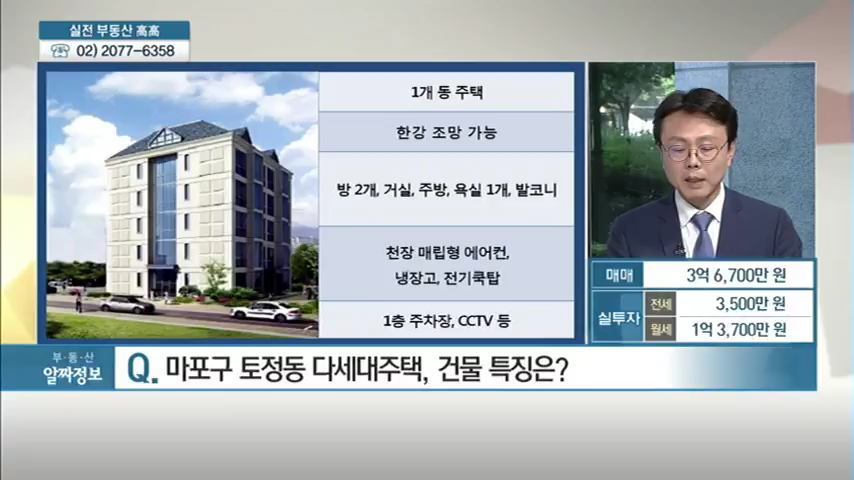 실전 부동산 高高
02) 2077-6358
1개 동 주택
한강 조망 가능
방 2개, 거실, 주방, 욕실 1개, 발코니
천장 매립형 에어컨,
냉장고, 전기쿡탑
1층 주차장, CCTV 등
매매 3억 6,700만 원
실투자
전세 3,500만 원
월세 1억 3,700만 원
부·동·산
알짜정보
Q. 마포구 토정동 다세대주택, 건물 특징은?